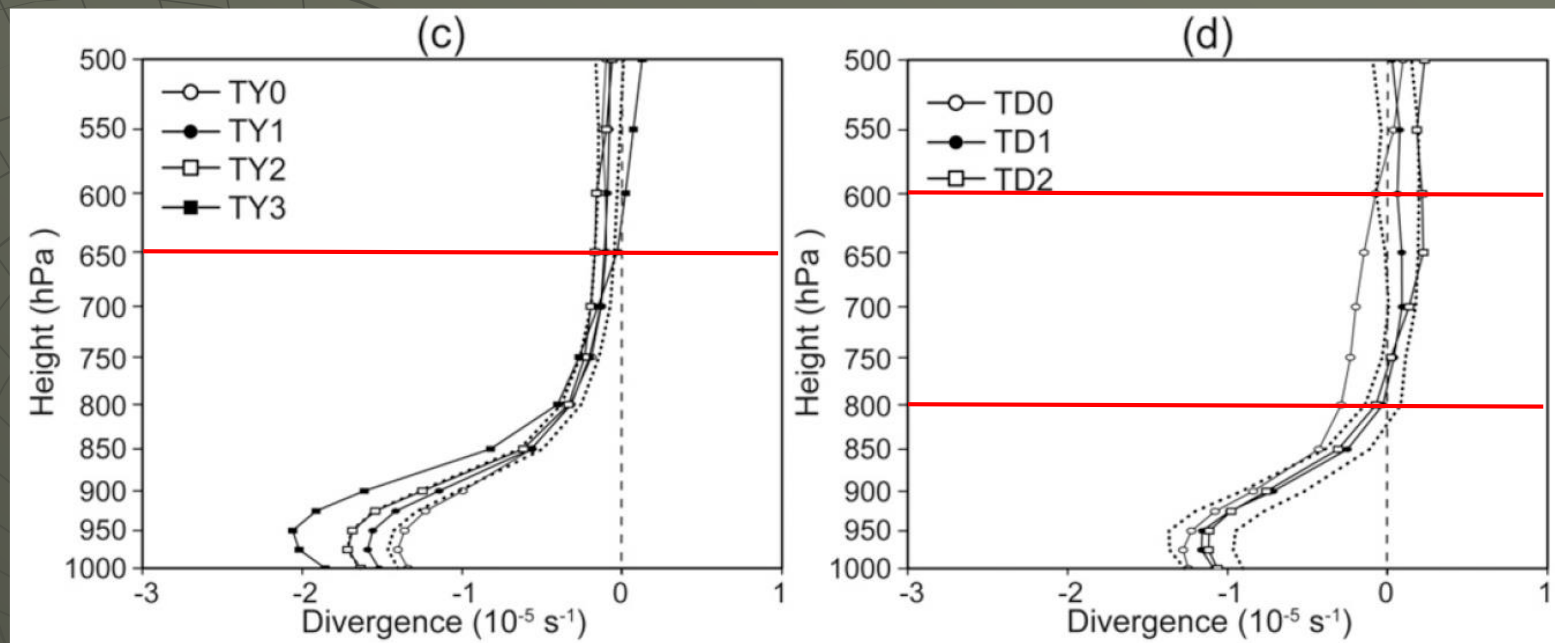 (c)
500
550
600
650
700
750
800
850
900
950
1000
Height (hPa )
TY0
TY1
TY2
TY3
-3 -2 -1 0 1
Divergence (10⁻⁵ s⁻¹)
(d)
500
550
600
650
700
750
800
850
900
950
1000
Height (hPa )
TD0
TD1
TD2
-3 -2 -1 0 1
Divergence (10⁻⁵ s⁻¹)